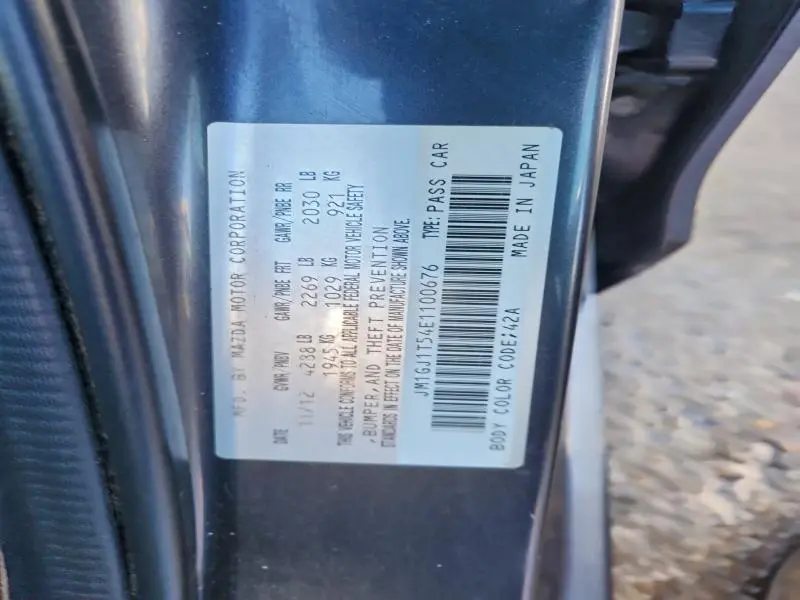 MFD. BY MAZDA MOTOR CORPORATION
DATE GVWR/PNBV GAWR/PNBE FRT GAWR/PNBE RR
11/12 4288 LB 2269 LB 2030 LB
1945 KG 1029 KG 921 KG
THIS VEHICLE CONFORMS TO ALL APPLICABLE FEDERAL MOTOR VEHICLE SAFETY
,BUMPER,AND THEFT PREVENTION
STANDARDS IN EFFECT ON THE DATE OF MANUFACTURE SHOWN ABOVE.
JM1GJ1T54E1100676 TYPE: PASS CAR
BODY COLOR CODE:42A MADE IN JAPAN